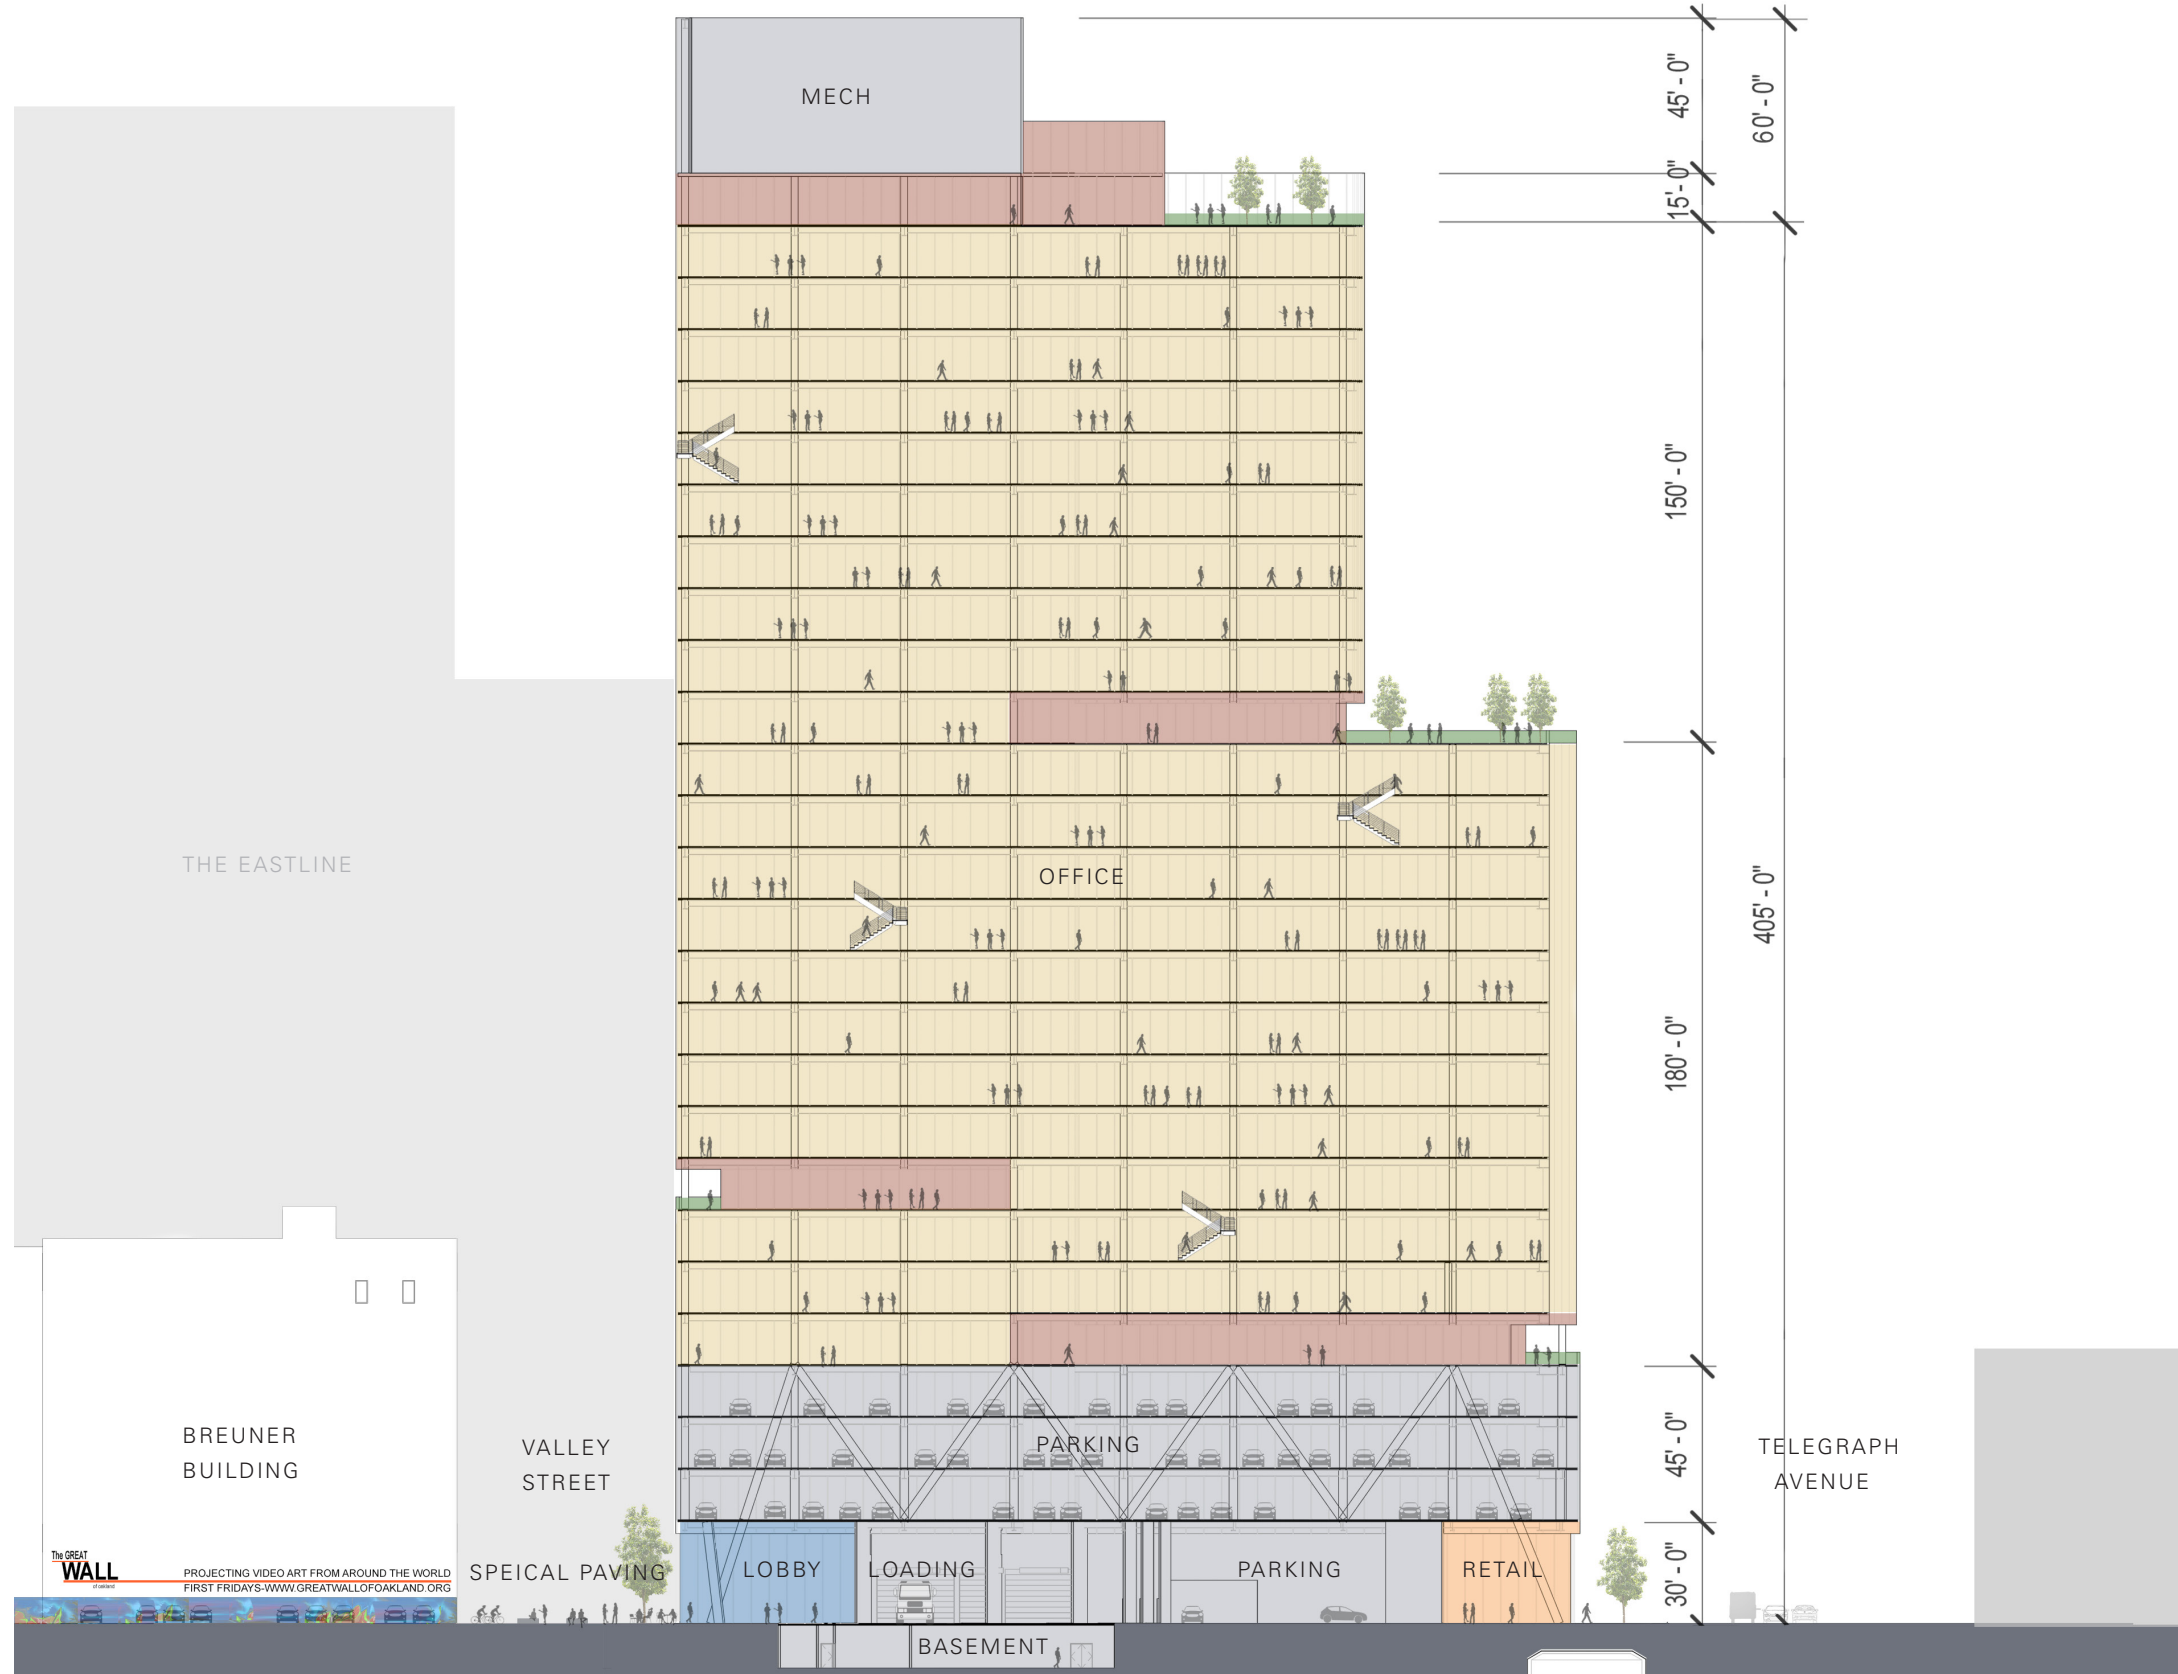 MECH
45' - 0"
60' - 0"
15'- 0"
150' - 0"
THE EASTLINE
OFFICE
405' - 0"
180' - 0"
BREUNER
BUILDING
VALLEY
STREET
PARKING
45' - 0"
TELEGRAPH
AVENUE
The GREAT
WALL
of oakland
PROJECTING VIDEO ART FROM AROUND THE WORLD
FIRST FRIDAYS-WWW.GREATWALLOFOAKLAND.ORG
SPEICAL PAVING
LOBBY
LOADING
PARKING
RETAIL
30' - 0"
BASEMENT